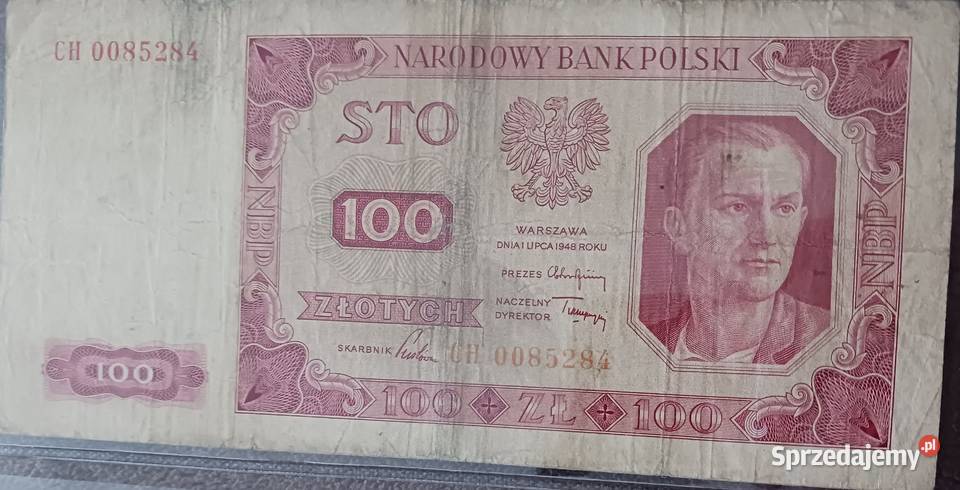 CH 0085284
NARODOWY BANK POLSKI
STO
100
WARSZAWA
DNIA 1 LIPCA 1948 ROKU
PREZES
ZŁOTYCH
NACZELNY
DYREKTOR
SKARBNIK
CH 0085284
100
100 ZŁ 100
NBP
NBP
Sprzedajemy.pl